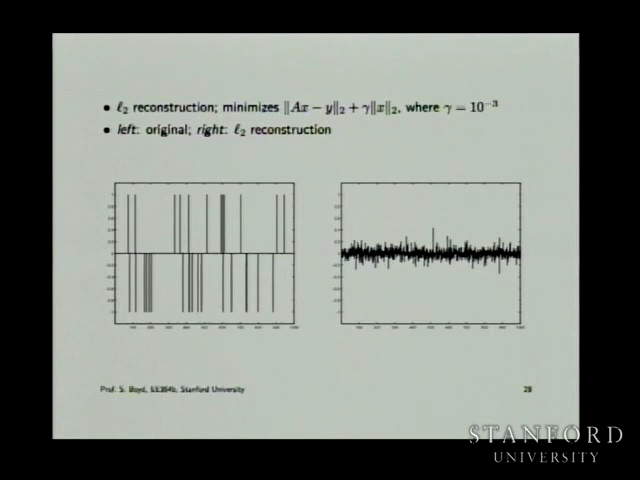 • ℓ₂ reconstruction; minimizes ‖Ax − y‖₂ + γ‖x‖₂, where γ = 10⁻³
• left: original; right: ℓ₂ reconstruction
Prof. S. Boyd, EE364b, Stanford University
28
STANFORD
UNIVERSITY